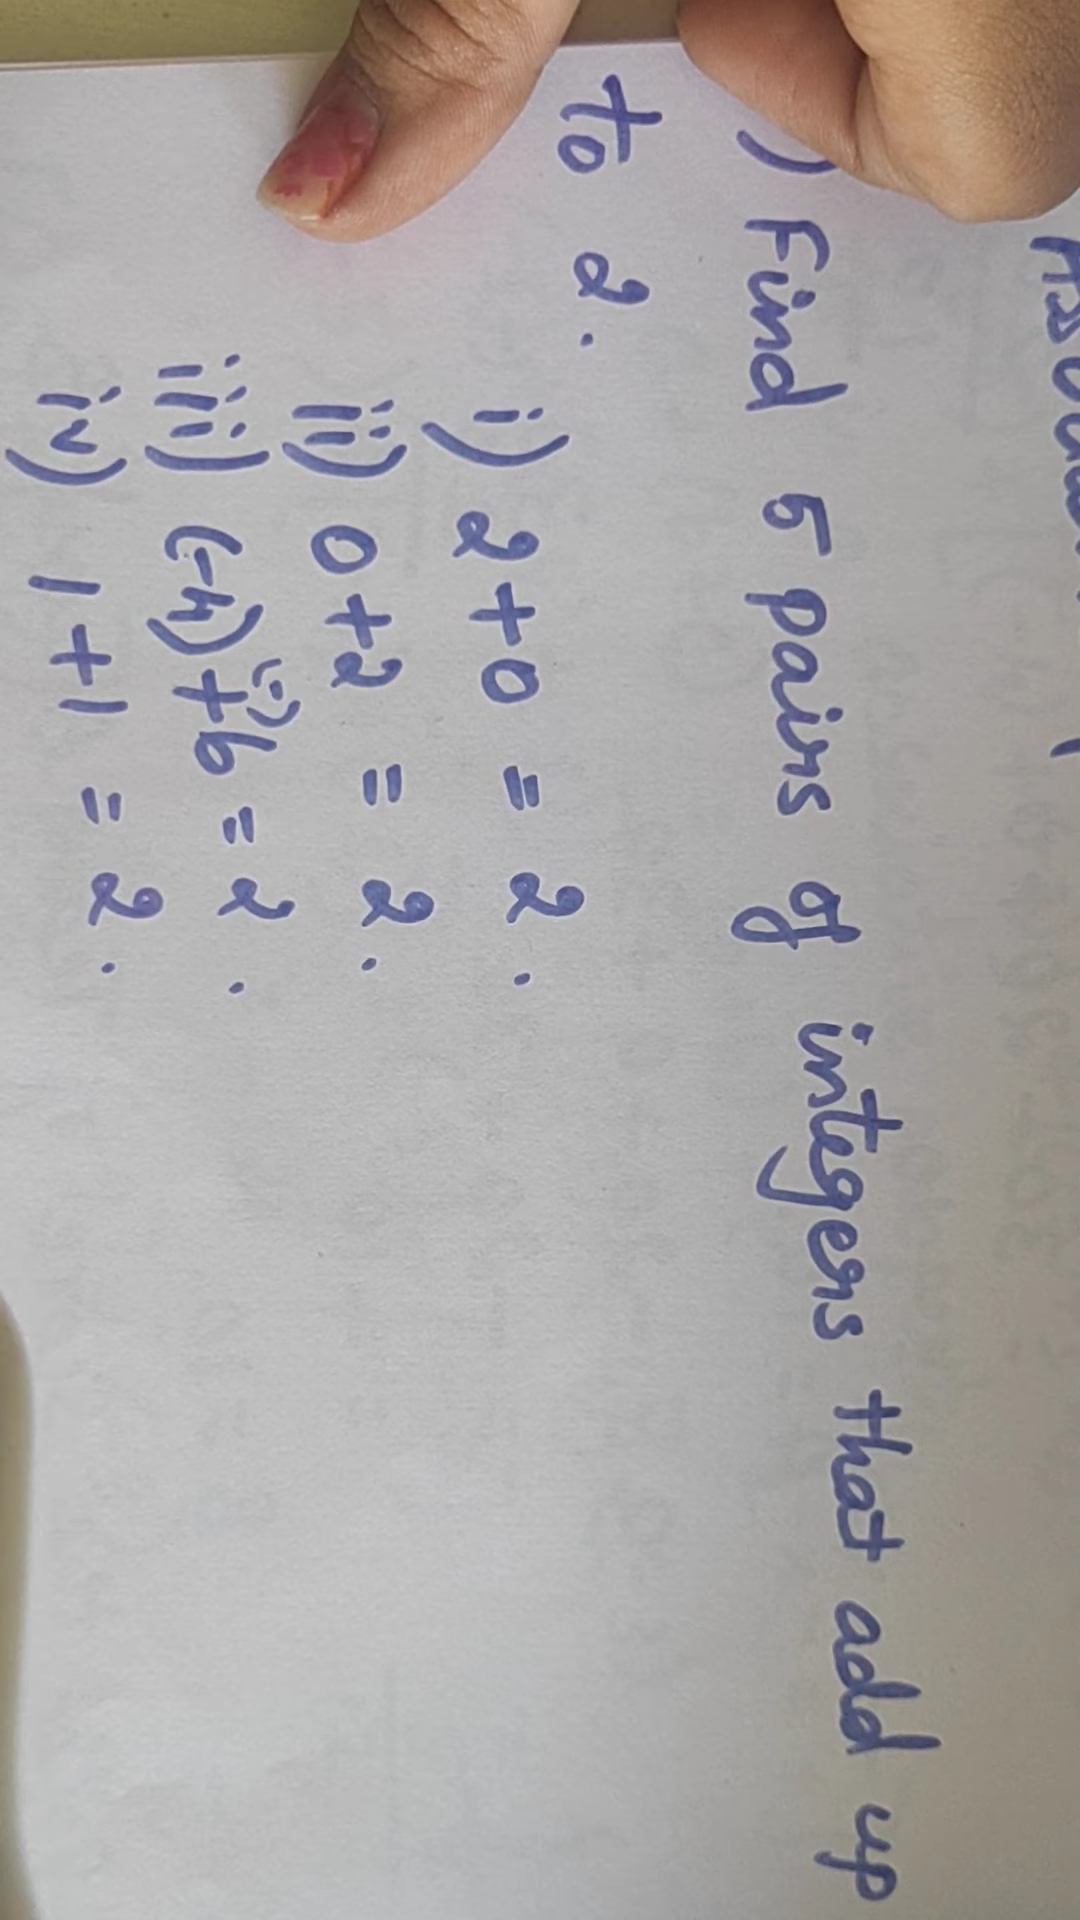 ) Find 5 pairs of integers that add up
to 2.
i) 2+0 = 2.
ii) 0+2 = 2.
(-)
iii) (-4)+6 = 2.
iv) 1+1 = 2.